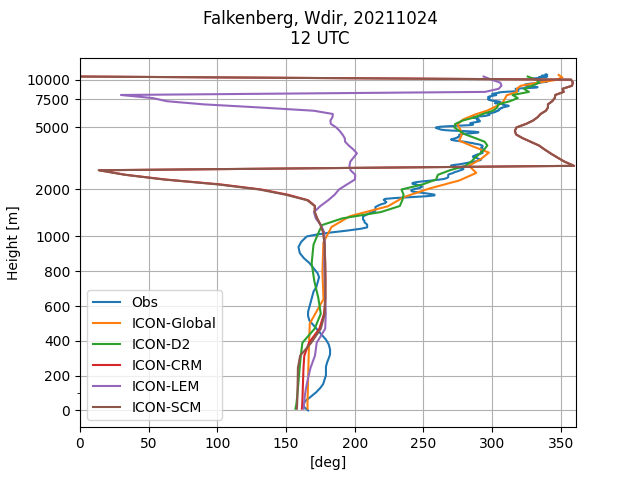 Falkenberg, Wdir, 20211024
12 UTC
10000
7500
5000
2000
1000
800
600
400
200
0
Height [m]
Obs
ICON-Global
ICON-D2
ICON-CRM
ICON-LEM
ICON-SCM
0 50 100 150 200 250 300 350
[deg]